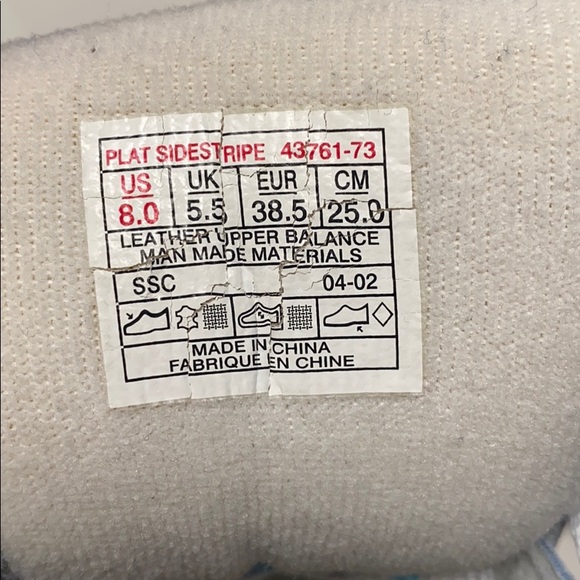 PLAT SIDESTRIPE 43761-73
US UK EUR CM
8.0 5.5 38.5 25.0
LEATHER UPPER BALANCE
MAN MADE MATERIALS
SSC 04-02
MADE IN CHINA
FABRIQUE EN CHINE